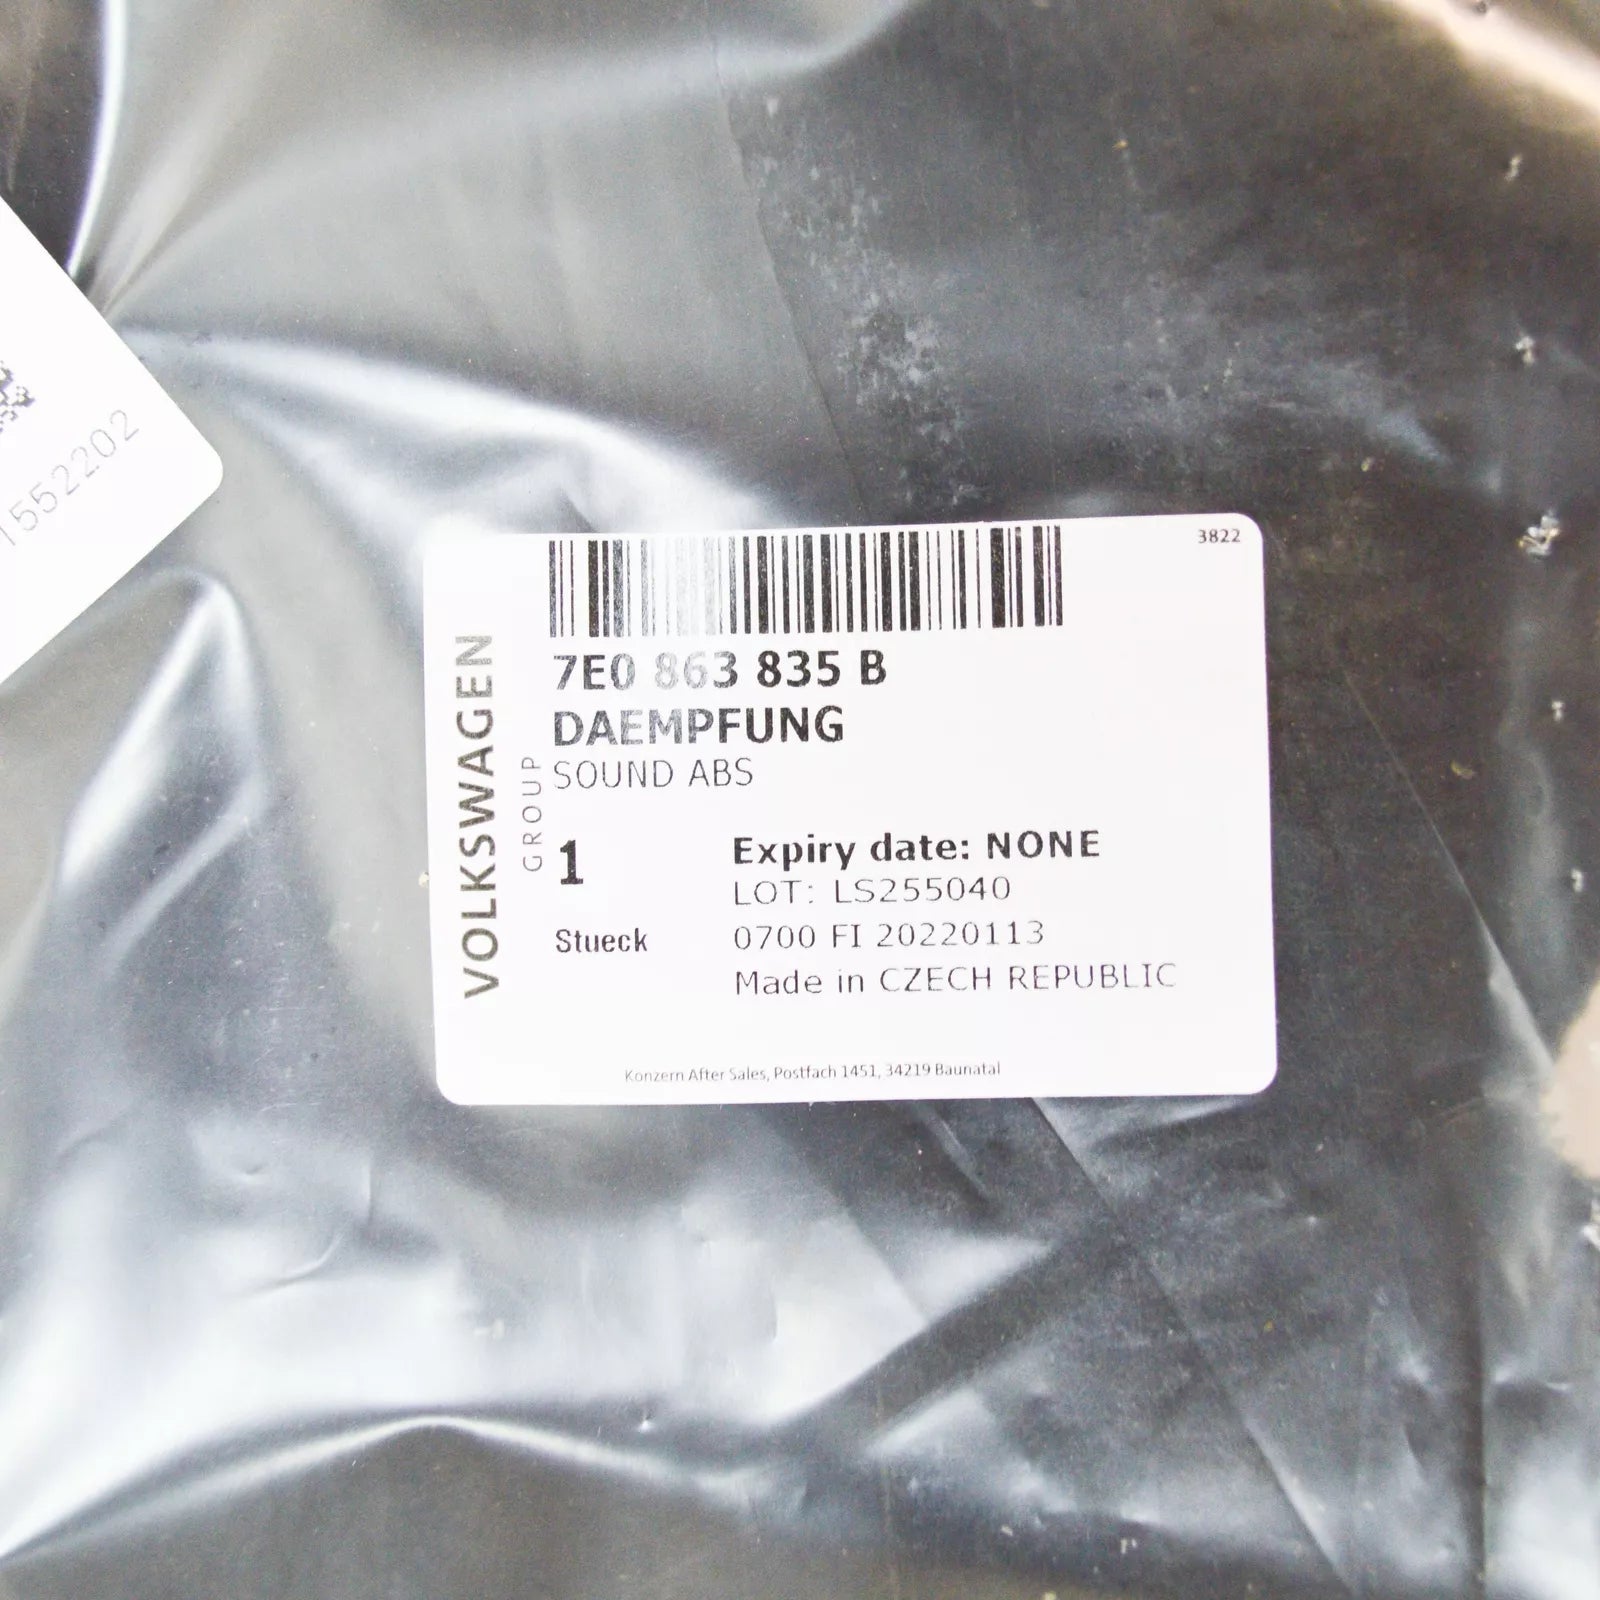 3822
7E0 863 835 B
DAEMPFUNG
SOUND ABS
VOLKSWAGEN
GROUP
1
Stueck
Expiry date: NONE
LOT: LS255040
0700 FI 20220113
Made in CZECH REPUBLIC
Konzern After Sales, Postfach 1451, 34219 Baunatal
1552202